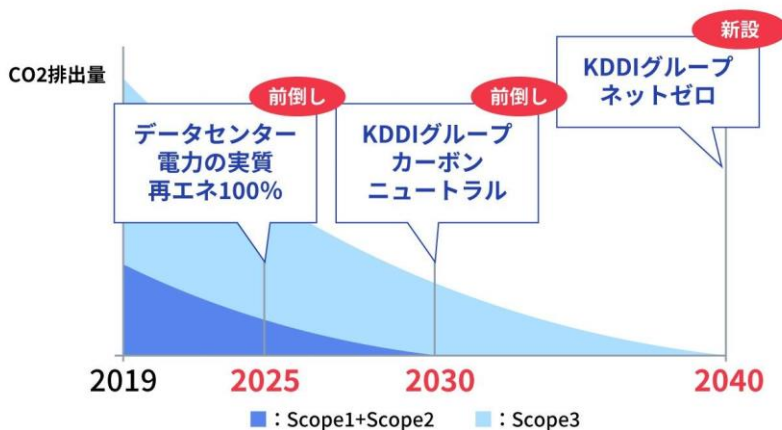 CO2排出量
前倒し
データセンター
電力の実質
再エネ100%
前倒し
KDDIグループ
カーボン
ニュートラル
新設
KDDIグループ
ネットゼロ
2019
2025
2030
2040
：Scope1+Scope2
：Scope3